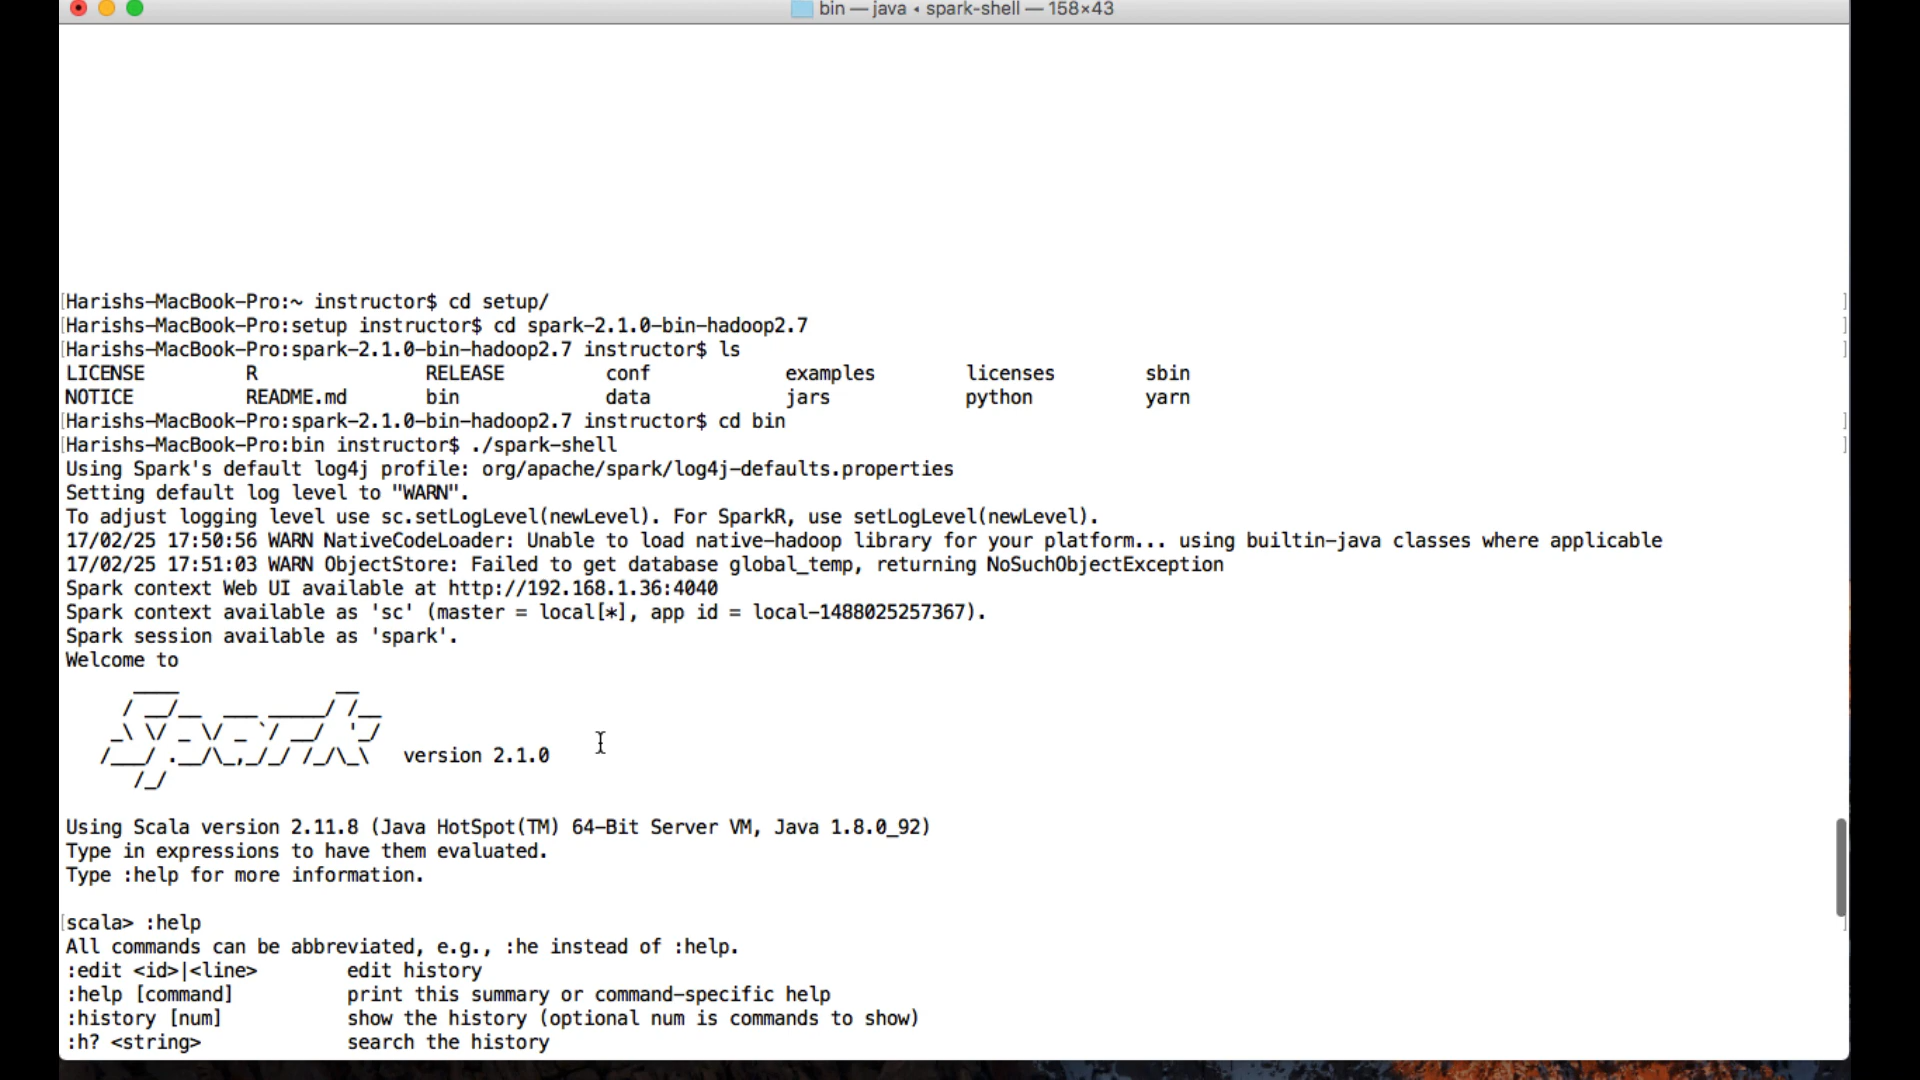 bin — java ◂ spark-shell — 158×43
[Harishs-MacBook-Pro:~ instructor$ cd setup/ ]
[Harishs-MacBook-Pro:setup instructor$ cd spark-2.1.0-bin-hadoop2.7 ]
[Harishs-MacBook-Pro:spark-2.1.0-bin-hadoop2.7 instructor$ ls ]
LICENSE R RELEASE conf examples licenses sbin
NOTICE README.md bin data jars python yarn
[Harishs-MacBook-Pro:spark-2.1.0-bin-hadoop2.7 instructor$ cd bin ]
[Harishs-MacBook-Pro:bin instructor$ ./spark-shell ]
Using Spark's default log4j profile: org/apache/spark/log4j-defaults.properties
Setting default log level to "WARN".
To adjust logging level use sc.setLogLevel(newLevel). For SparkR, use setLogLevel(newLevel).
17/02/25 17:50:56 WARN NativeCodeLoader: Unable to load native-hadoop library for your platform... using builtin-java classes where applicable
17/02/25 17:51:03 WARN ObjectStore: Failed to get database global_temp, returning NoSuchObjectException
Spark context Web UI available at http://192.168.1.36:4040
Spark context available as 'sc' (master = local[*], app id = local-1488025257367).
Spark session available as 'spark'.
Welcome to
      ____              __
     / __/__  ___ _____/ /__
    _\ \/ _ \/ _ `/ __/  '_/
   /___/ .__/\_,_/_/ /_/\_\   version 2.1.0
      /_/
Using Scala version 2.11.8 (Java HotSpot(TM) 64-Bit Server VM, Java 1.8.0_92)
Type in expressions to have them evaluated.
Type :help for more information.
[scala> :help ]
All commands can be abbreviated, e.g., :he instead of :help.
:edit <id>|<line> edit history
:help [command] print this summary or command-specific help
:history [num] show the history (optional num is commands to show)
:h? <string> search the history